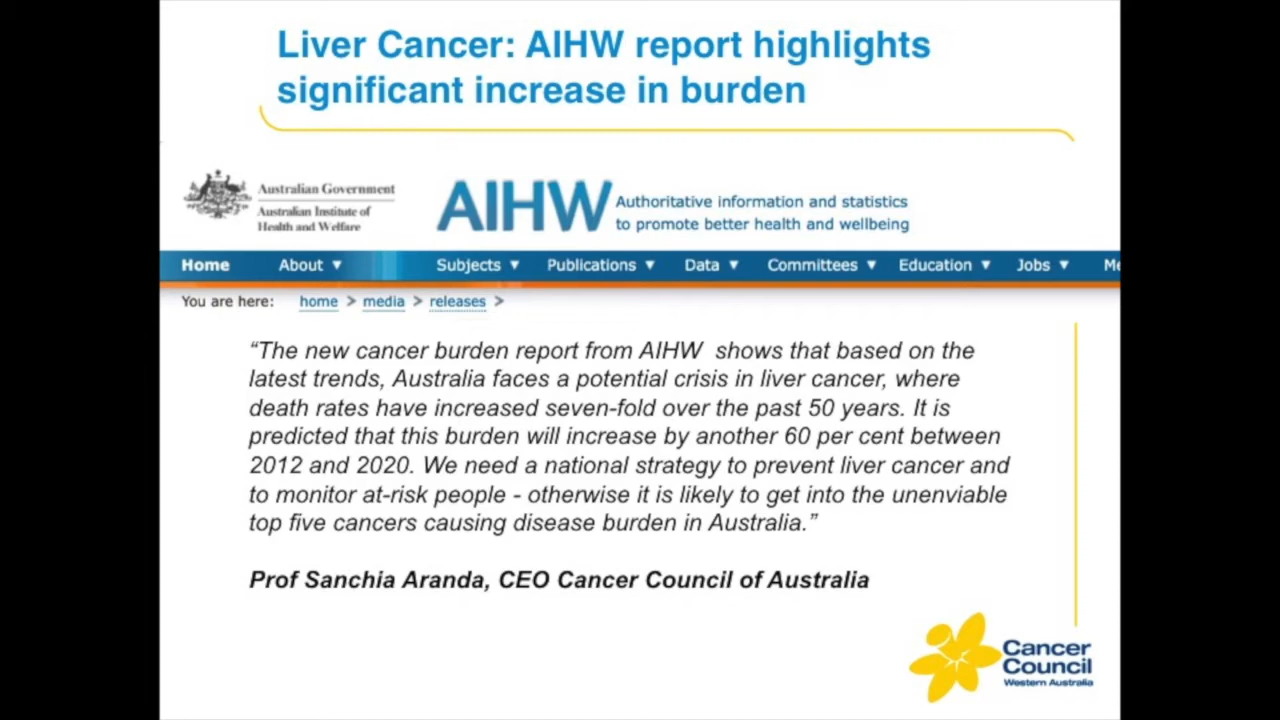 Liver Cancer: AIHW report highlights
significant increase in burden
Australian Government
Australian Institute of
Health and Welfare
AIHW
Authoritative information and statistics
to promote better health and wellbeing
Home About ▼ Subjects ▼ Publications ▼ Data ▼ Committees ▼ Education ▼ Jobs ▼ Me
You are here: home > media > releases >
“The new cancer burden report from AIHW shows that based on the
latest trends, Australia faces a potential crisis in liver cancer, where
death rates have increased seven-fold over the past 50 years. It is
predicted that this burden will increase by another 60 per cent between
2012 and 2020. We need a national strategy to prevent liver cancer and
to monitor at-risk people - otherwise it is likely to get into the unenviable
top five cancers causing disease burden in Australia.”
Prof Sanchia Aranda, CEO Cancer Council of Australia
Cancer
Council
Western Australia